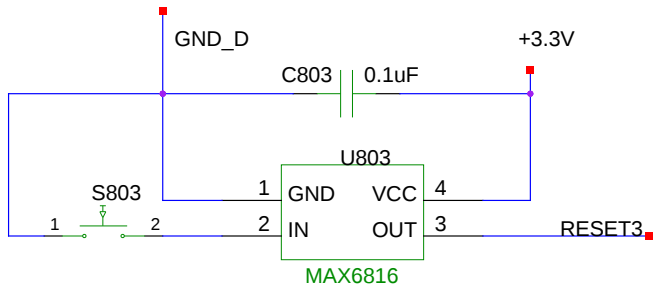 GND_D
+3.3V
C803 0.1uF
U803
S803
1 GND VCC 4
1 2 2 IN OUT 3 RESET3
MAX6816